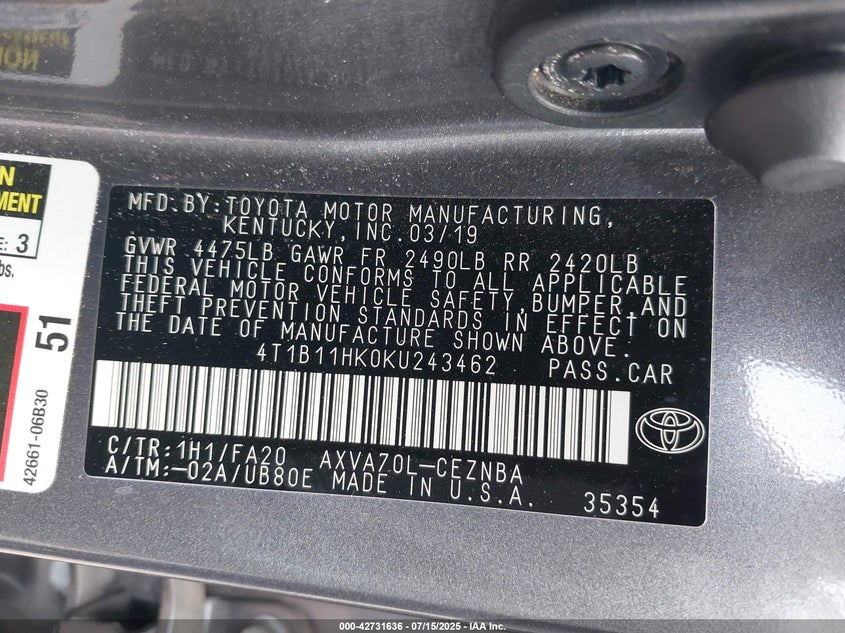 N
MENT
E: 3
bs.
51
42661-06B30
MFD.BY:TOYOTA MOTOR MANUFACTURING,
KENTUCKY, INC.03/19
GVWR 4475LB GAWR FR 2490LB RR 2420LB
THIS VEHICLE CONFORMS TO ALL APPLICABLE
FEDERAL MOTOR VEHICLE SAFETY,BUMPER,AND
THEFT PREVENTION STANDARDS IN EFFECT ON
THE DATE OF MANUFACTURE SHOWN ABOVE.
4T1B11HK0KU243462 PASS.CAR
C/TR:1H1/FA20 AXVA70L-CEZNBA
A/TM:-02A/UB80E MADE IN U.S.A. 35354
000-42731636 - 07/15/2025 - IAA Inc.